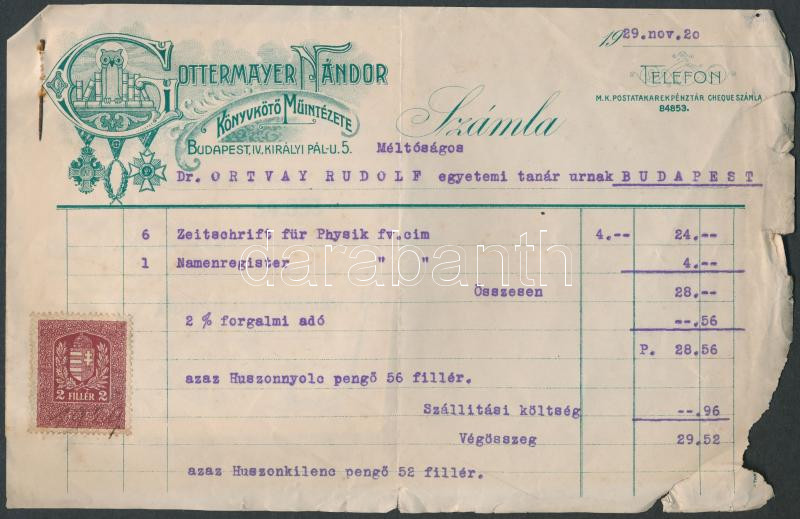 1929.nov.20
GOTTERMAYER NÁNDOR
KÖNYVKÖTŐ MŰINTÉZETE
BUDAPEST, IV. KIRÁLYI PÁL-U. 5.
TELEFON
M. K. POSTATAKAREKPÉNZTÁR CHEQUE SZÁMLA
84853.
Számla
Méltóságos
Dr. ORTVAY RUDOLF egyetemi tanár urnak BUDAPEST
6 Zeitschrift für Physik fv.cim 4.-- 24.--
1 Namenregister " " 4.--
Összesen 28.--
2 % forgalmi adó --.56
P. 28.56
azaz Huszonnyolc pengő 56 fillér.
Szállitási költség --.96
Végösszeg 29.52
azaz Huszonkilenc pengő 52 fillér.
2 FILLÉR 2
darabanth